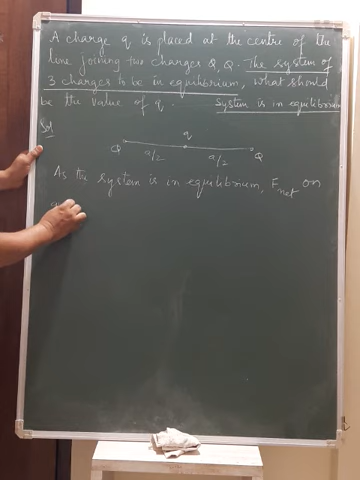 A charge q is placed at the centre of the
line joining two charges Q, Q. The system of
3 charges to be in equilibrium, what should
be the value of q. System is in equilibrium
Sol
q
Q a/2 a/2 Q
As the system is in equilibrium, Fnet on